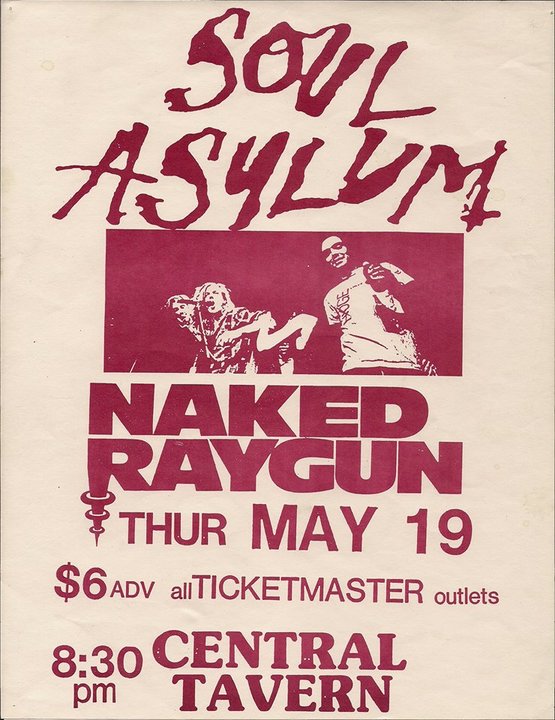 SOUL
ASYLUM
NAKED
RAYGUN
THUR MAY 19
$6 ADV all TICKETMASTER outlets
8:30 pm CENTRAL
TAVERN